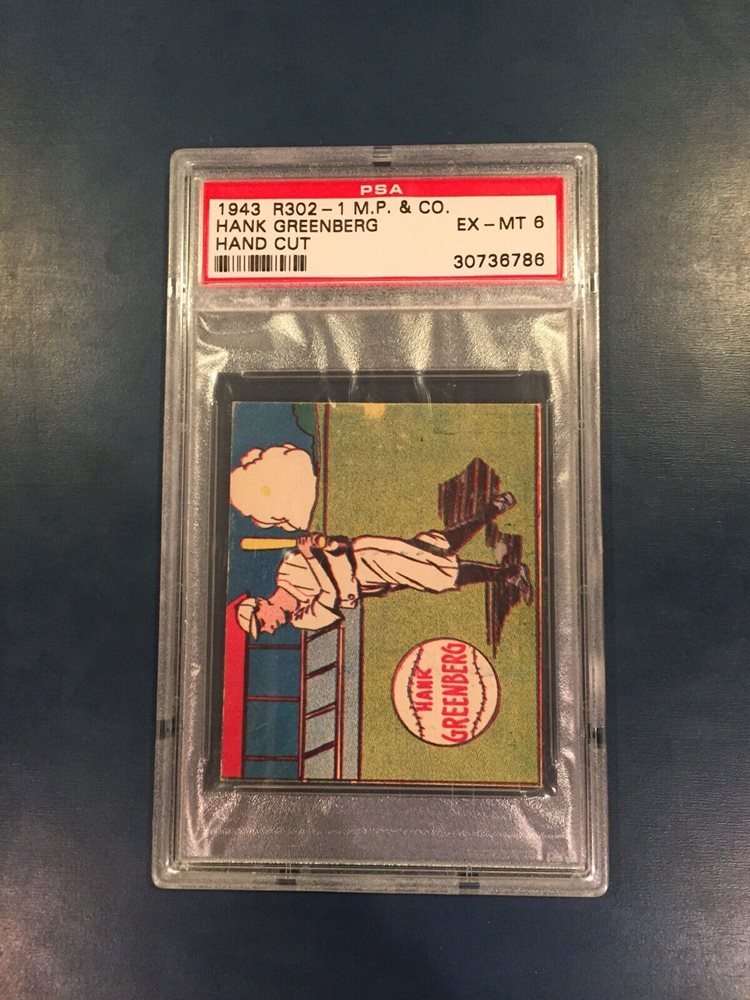 PSA
1943 R302-1 M.P. & CO.
HANK GREENBERG EX-MT 6
HAND CUT
30736786
HANK
GREENBERG